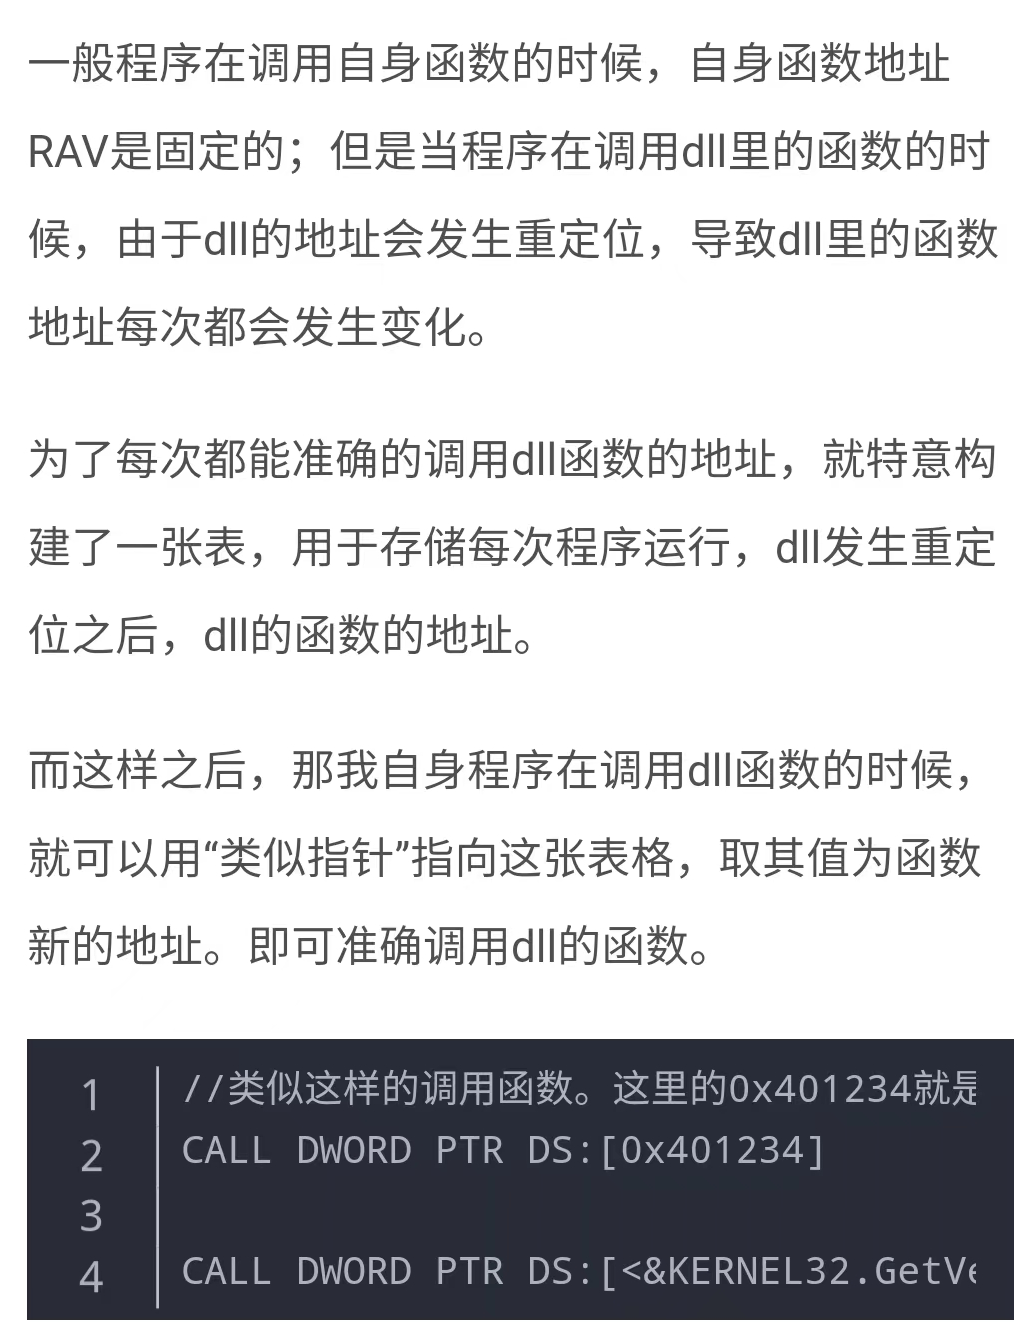 一般程序在调用自身函数的时候，自身函数地址
RAV是固定的；但是当程序在调用dll里的函数的时
候，由于dll的地址会发生重定位，导致dll里的函数
地址每次都会发生变化。
为了每次都能准确的调用dll函数的地址，就特意构
建了一张表，用于存储每次程序运行，dll发生重定
位之后，dll的函数的地址。
而这样之后，那我自身程序在调用dll函数的时候，
就可以用“类似指针”指向这张表格，取其值为函数
新的地址。即可准确调用dll的函数。
1 //类似这样的调用函数。这里的0x401234就是
2 CALL DWORD PTR DS:[0x401234]
3
4 CALL DWORD PTR DS:[<&KERNEL32.GetVe